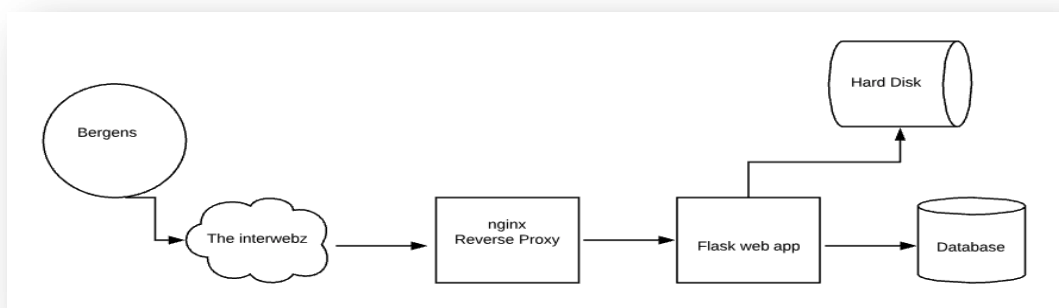 Bergens
The interwebz
nginx
Reverse Proxy
Flask web app
Hard Disk
Database